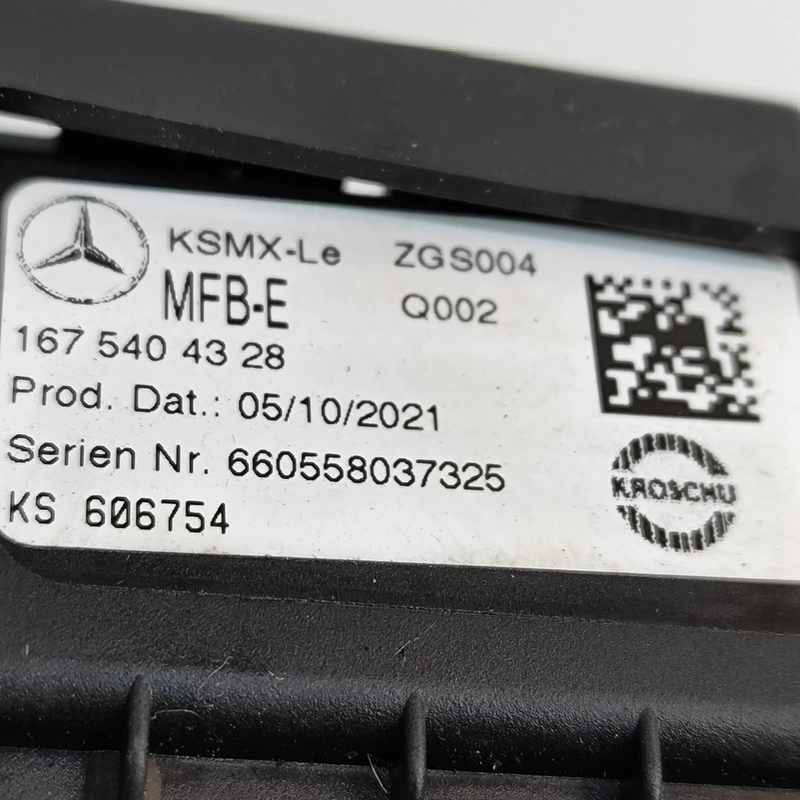 KSMX-Le ZGS004
MFB-E Q002
167 540 43 28
Prod. Dat.: 05/10/2021
Serien Nr. 660558037325
KS 606754
KROSCHU